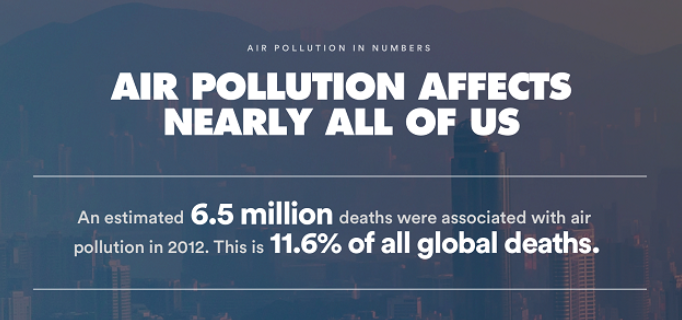 AIR POLLUTION IN NUMBERS
AIR POLLUTION AFFECTS
NEARLY ALL OF US
An estimated 6.5 million deaths were associated with air
pollution in 2012. This is 11.6% of all global deaths.